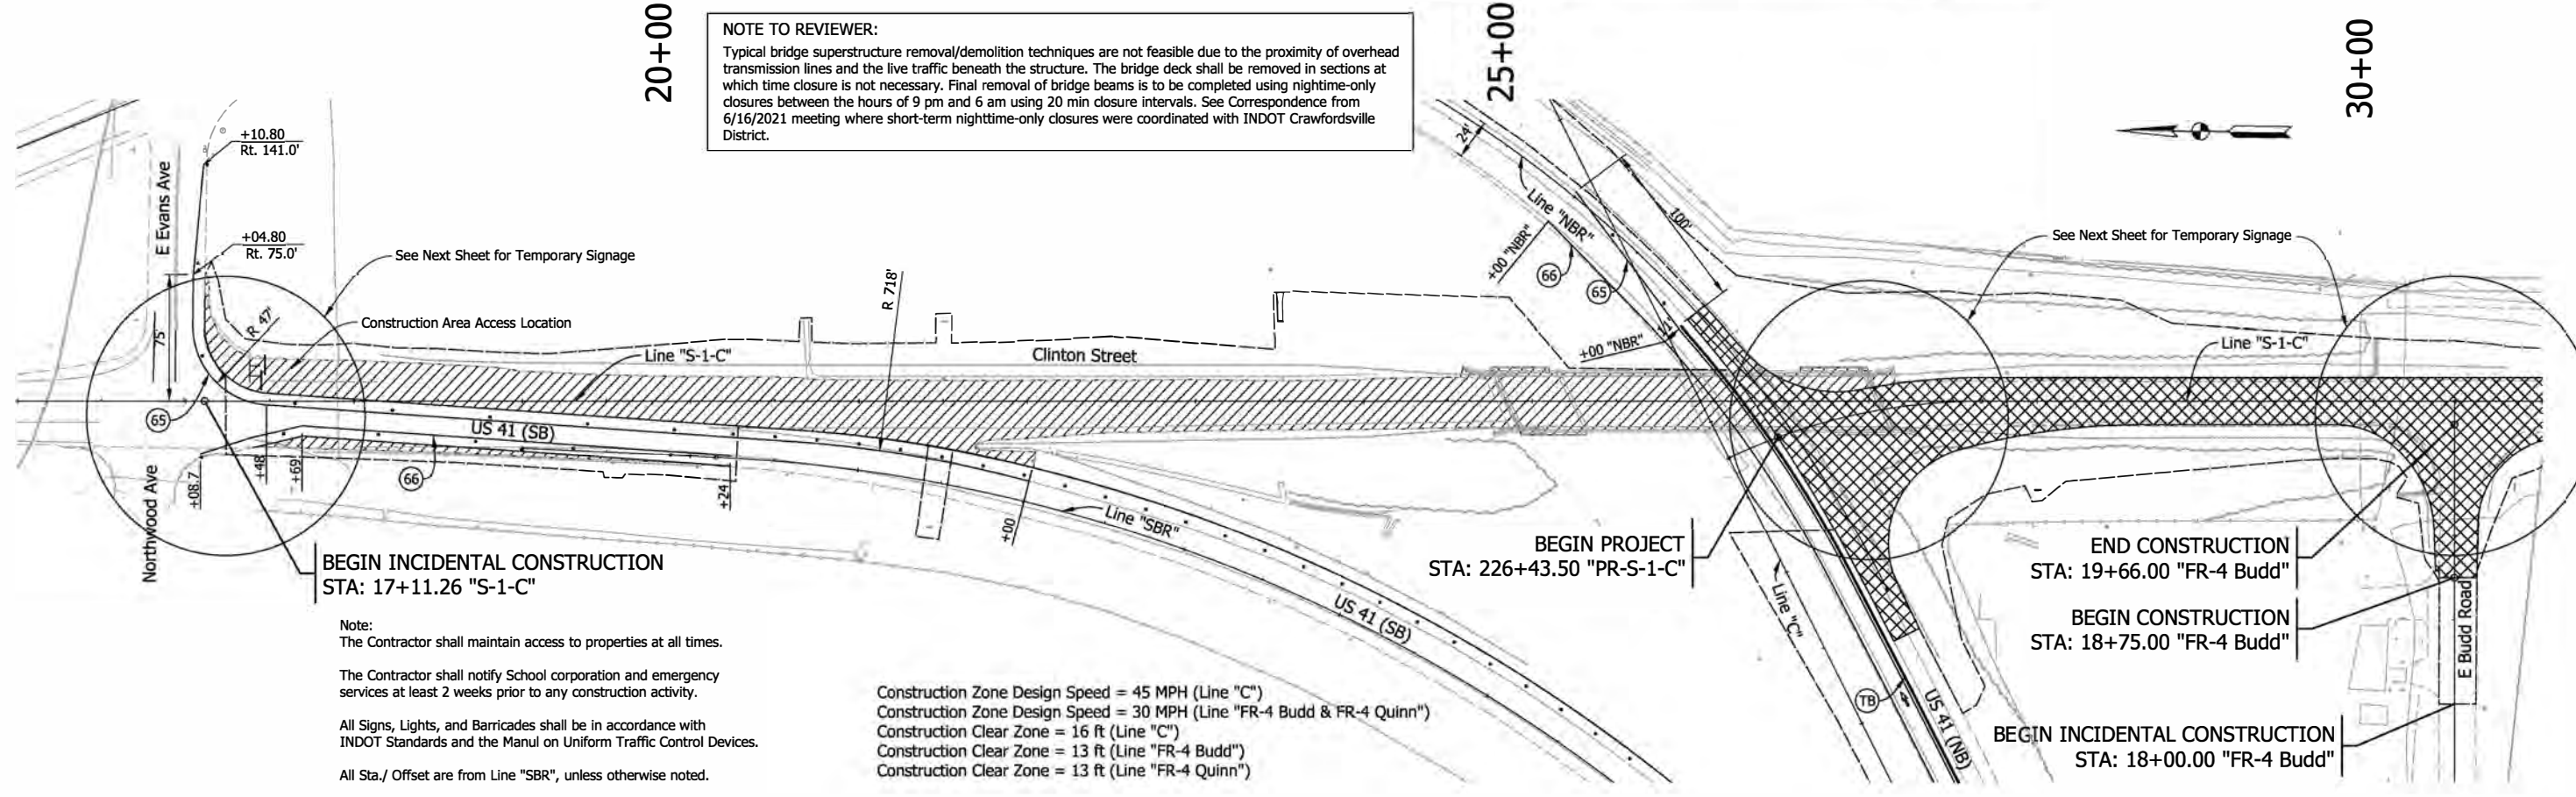 20+00
25+00
30+00
NOTE TO REVIEWER:
Typical bridge superstructure removal/demolition techniques are not feasible due to the proximity of overhead
transmission lines and the live traffic beneath the structure. The bridge deck shall be removed in sections at
which time closure is not necessary. Final removal of bridge beams is to be completed using nightime-only
closures between the hours of 9 pm and 6 am using 20 min closure intervals. See Correspondence from
6/16/2021 meeting where short-term nighttime-only closures were coordinated with INDOT Crawfordsville
District.
+10.80
Rt. 141.0'
E Evans Ave
+04.80
Rt. 75.0'
See Next Sheet for Temporary Signage
Construction Area Access Location
R 47'
75'
11'
65
Northwood Ave
+08.7
+48
+69
66
US 41 (SB)
+24
Line "S-1-C"
R 718'
Clinton Street
+00
Line "SBR"
US 41 (SB)
24'
Line "NBR"
100'
+00 "NBR"
66
65
+00 "NBR"
See Next Sheet for Temporary Signage
Line "S-1-C"
BEGIN INCIDENTAL CONSTRUCTION
STA: 17+11.26 "S-1-C"
BEGIN PROJECT
STA: 226+43.50 "PR-S-1-C"
Line "C"
TB
US 41 (NB)
END CONSTRUCTION
STA: 19+66.00 "FR-4 Budd"
BEGIN CONSTRUCTION
STA: 18+75.00 "FR-4 Budd"
E Budd Road
BEGIN INCIDENTAL CONSTRUCTION
STA: 18+00.00 "FR-4 Budd"
Note:
The Contractor shall maintain access to properties at all times.
The Contractor shall notify School corporation and emergency
services at least 2 weeks prior to any construction activity.
All Signs, Lights, and Barricades shall be in accordance with
INDOT Standards and the Manul on Uniform Traffic Control Devices.
All Sta./ Offset are from Line "SBR", unless otherwise noted.
Construction Zone Design Speed = 45 MPH (Line "C")
Construction Zone Design Speed = 30 MPH (Line "FR-4 Budd & FR-4 Quinn")
Construction Clear Zone = 16 ft (Line "C")
Construction Clear Zone = 13 ft (Line "FR-4 Budd")
Construction Clear Zone = 13 ft (Line "FR-4 Quinn")